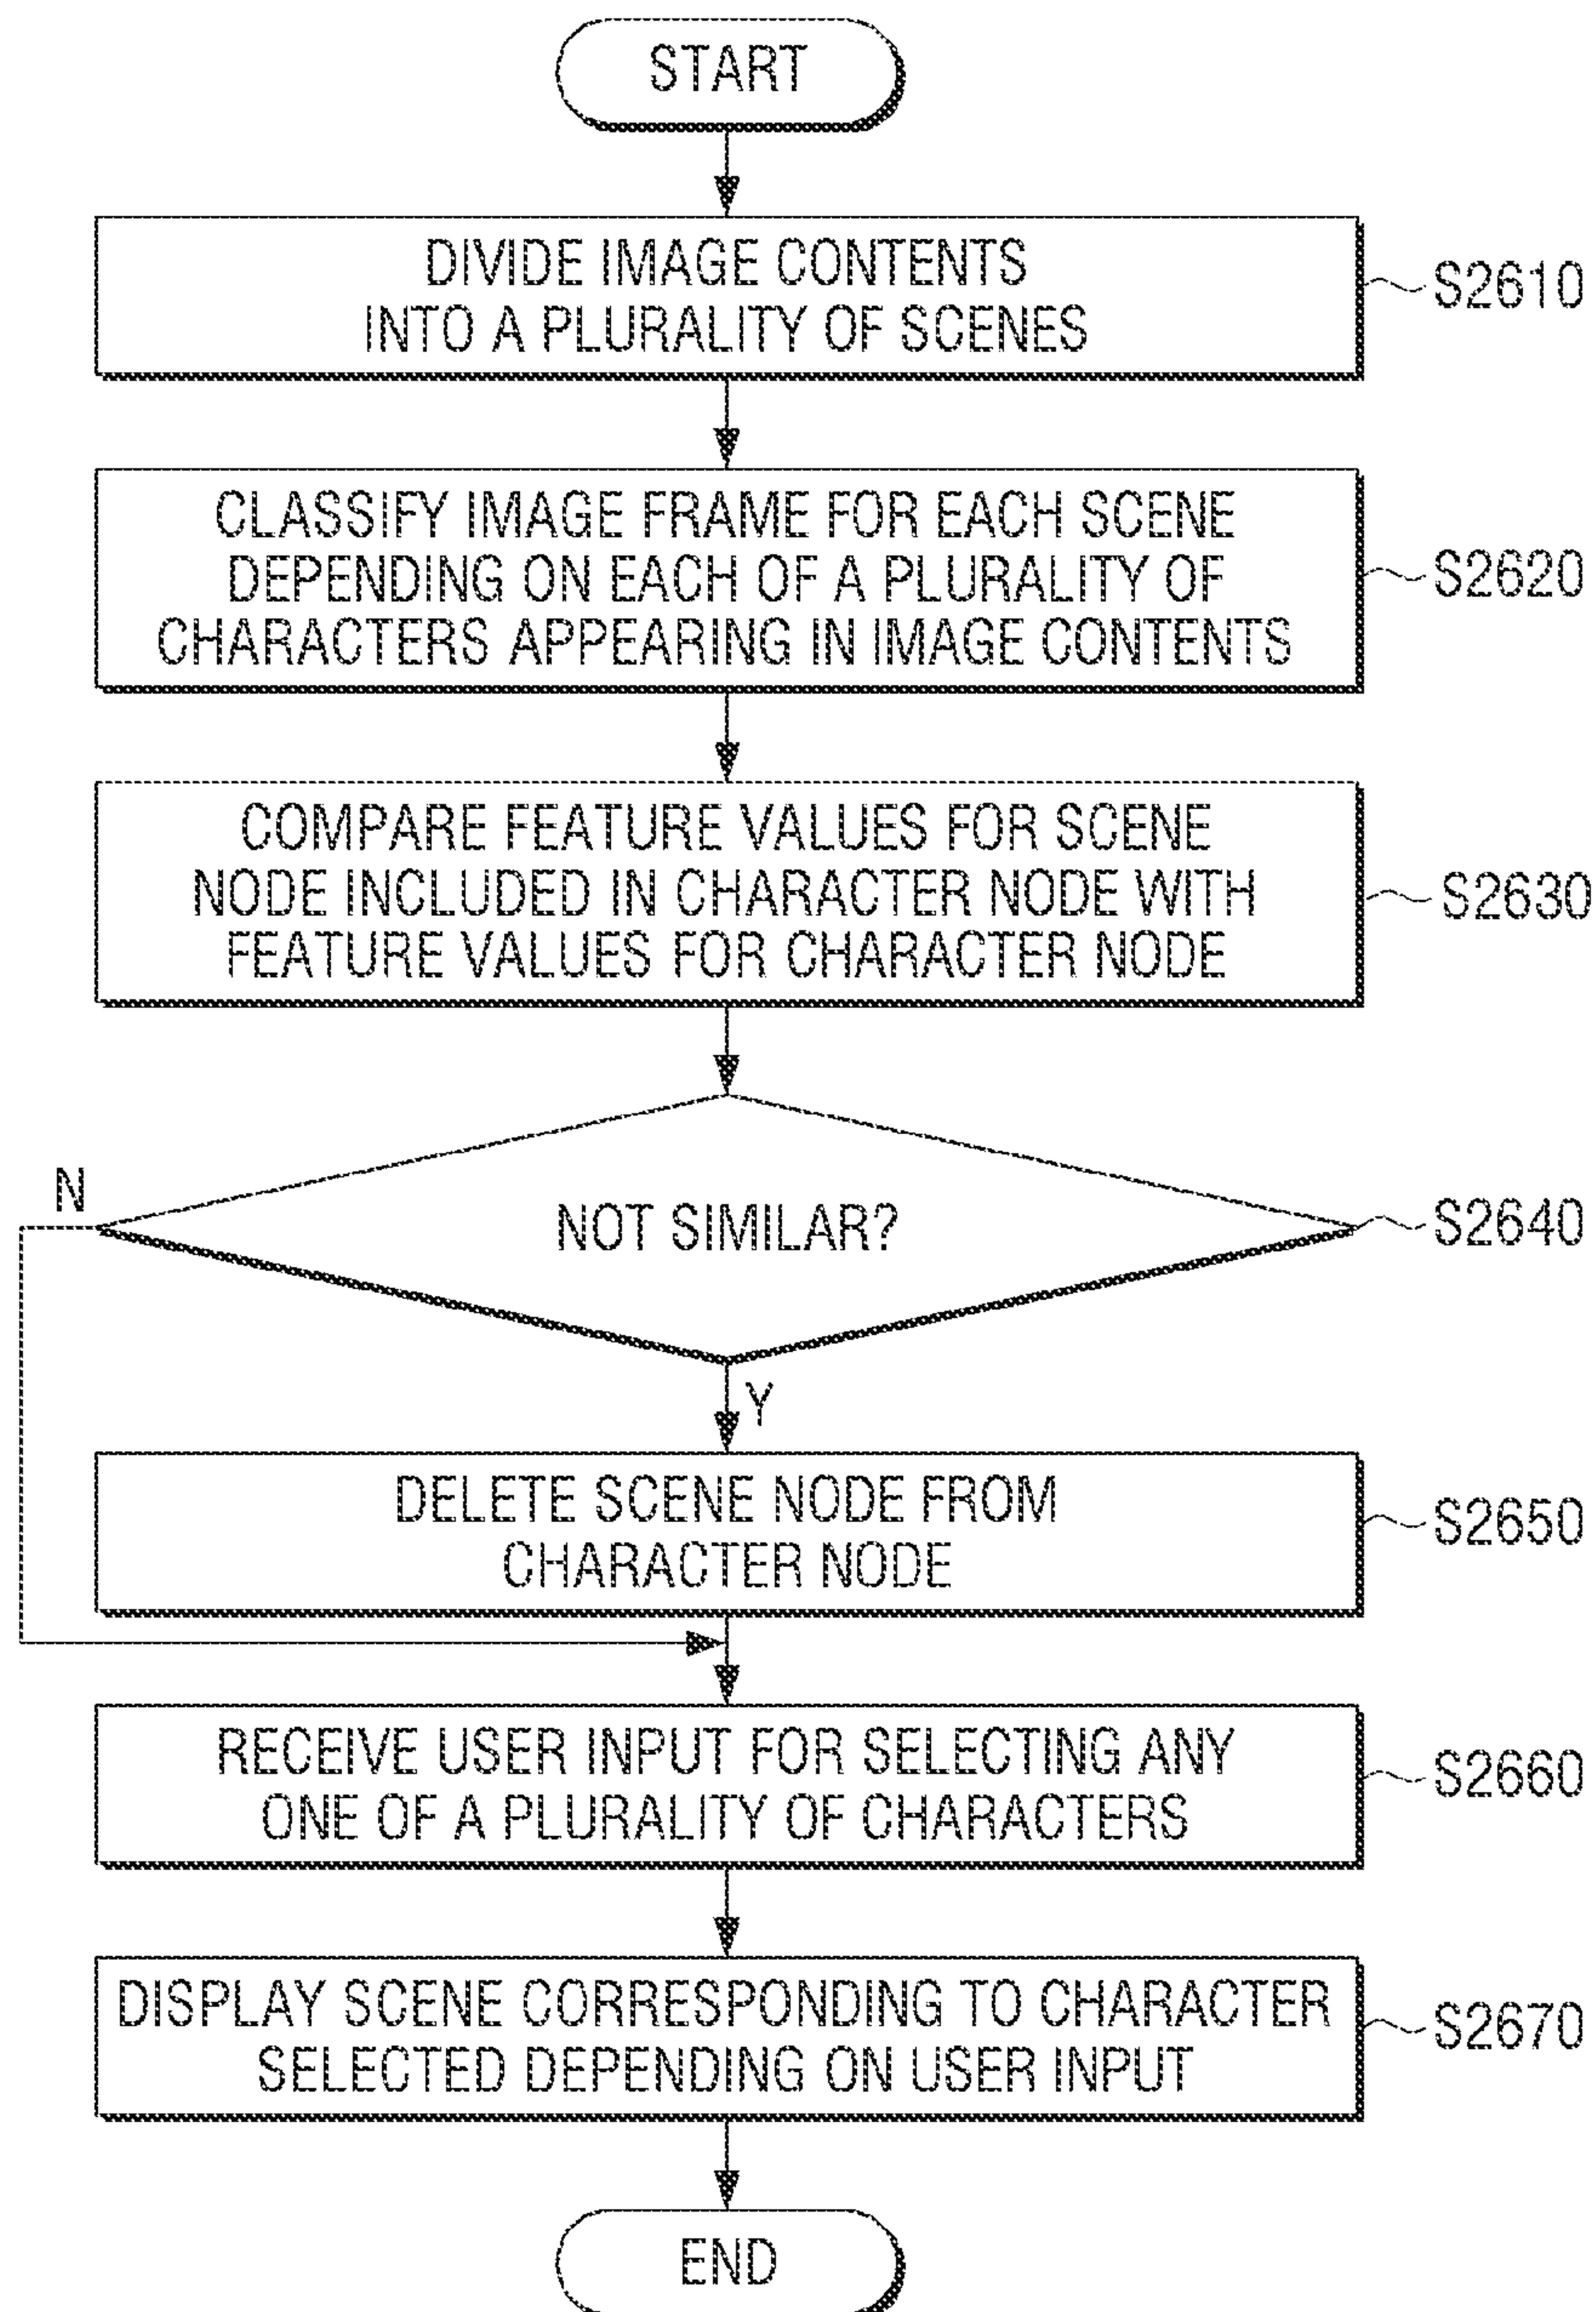 START
DIVIDE IMAGE CONTENTS
INTO A PLURALITY OF SCENES
S2610
CLASSIFY IMAGE FRAME FOR EACH SCENE
DEPENDING ON EACH OF A PLURALITY OF
CHARACTERS APPEARING IN IMAGE CONTENTS
S2620
COMPARE FEATURE VALUES FOR SCENE
NODE INCLUDED IN CHARACTER NODE WITH
FEATURE VALUES FOR CHARACTER NODE
S2630
N
NOT SIMILAR?
S2640
Y
DELETE SCENE NODE FROM
CHARACTER NODE
S2650
RECEIVE USER INPUT FOR SELECTING ANY
ONE OF A PLURALITY OF CHARACTERS
S2660
DISPLAY SCENE CORRESPONDING TO CHARACTER
SELECTED DEPENDING ON USER INPUT
S2670
END